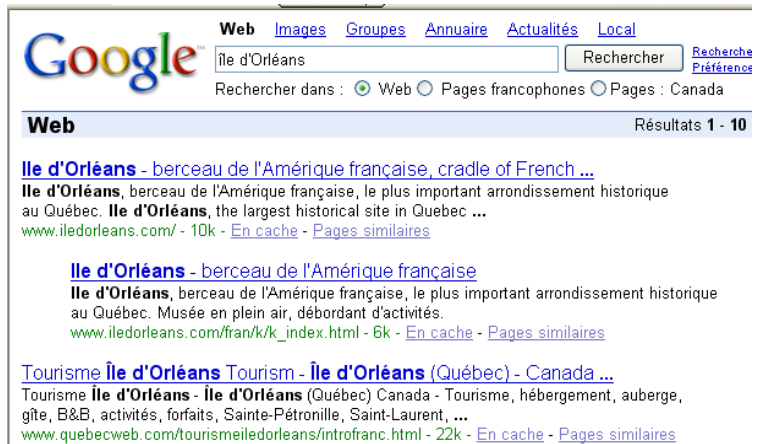 Google™
Web Images Groupes Annuaire Actualités Local
île d'Orléans Rechercher
Recherche
Préférence
Rechercher dans : Web Pages francophones Pages : Canada
Web Résultats 1 - 10
Ile d'Orléans - berceau de l'Amérique française, cradle of French ...
Ile d'Orléans, berceau de l'Amérique française, le plus important arrondissement historique
au Québec. Ile d'Orléans, the largest historical site in Quebec ...
www.iledorleans.com/ - 10k - En cache - Pages similaires
Ile d'Orléans - berceau de l'Amérique française
Ile d'Orléans, berceau de l'Amérique française, le plus important arrondissement historique
au Québec. Musée en plein air, débordant d'activités.
www.iledorleans.com/fran/k/k_index.html - 6k - En cache - Pages similaires
Tourisme Île d'Orléans Tourism - Île d'Orléans (Québec) - Canada ...
Tourisme Île d'Orléans - Île d'Orléans (Québec) Canada - Tourisme, hébergement, auberge,
gîte, B&B, activités, forfaits, Sainte-Pétronille, Saint-Laurent, ...
www.quebecweb.com/tourismeiledorleans/introfranc.html - 22k - En cache - Pages similaires